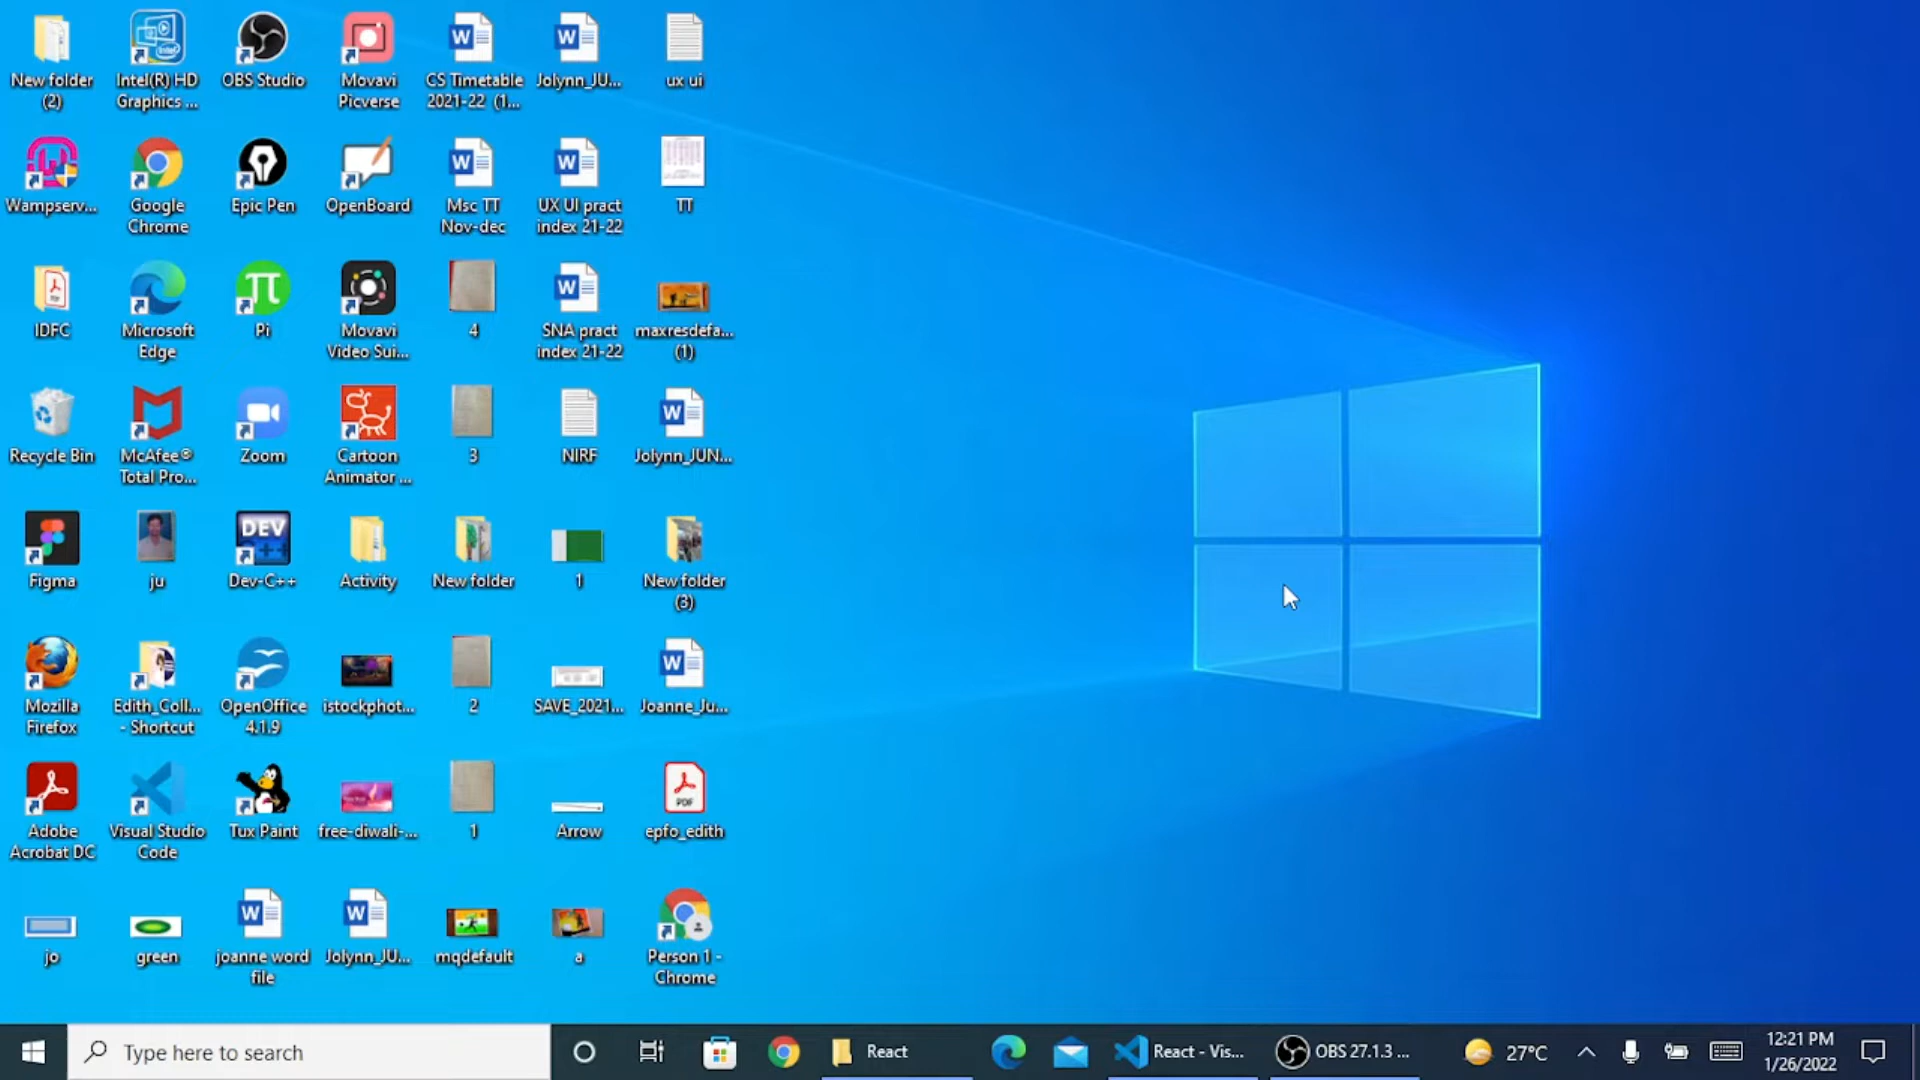 New folder
(2)
Intel(R) HD
Graphics ...
OBS Studio
Movavi
Picverse
CS Timetable
2021-22 (1...
Jolynn_JU...
ux ui
Wampserv...
Google
Chrome
Epic Pen
OpenBoard
Msc TT
Nov-dec
UX UI pract
index 21-22
TT
IDFC
Microsoft
Edge
Pi
Movavi
Video Sui...
4
SNA pract
index 21-22
maxresdefa...
(1)
Recycle Bin
McAfee®
Total Pro...
Zoom
Cartoon
Animator ...
3
NIRF
Jolynn_JUN...
Figma
ju
DEV
C++
Dev-C++
Activity
New folder
1
New folder
(3)
Mozilla
Firefox
Edith_Coll...
- Shortcut
OpenOffice
4.1.9
istockphot...
2
SAVE_2021...
Joanne_Ju...
Adobe
Acrobat DC
Visual Studio
Code
Tux Paint
free-diwali-...
1
Arrow
PDF
epfo_edith
jo
green
joanne word
file
Jolynn_JU...
mqdefault
a
Person 1 -
Chrome
Type here to search
React
React - Vis...
OBS 27.1.3 ...
27°C
12:21 PM
1/26/2022